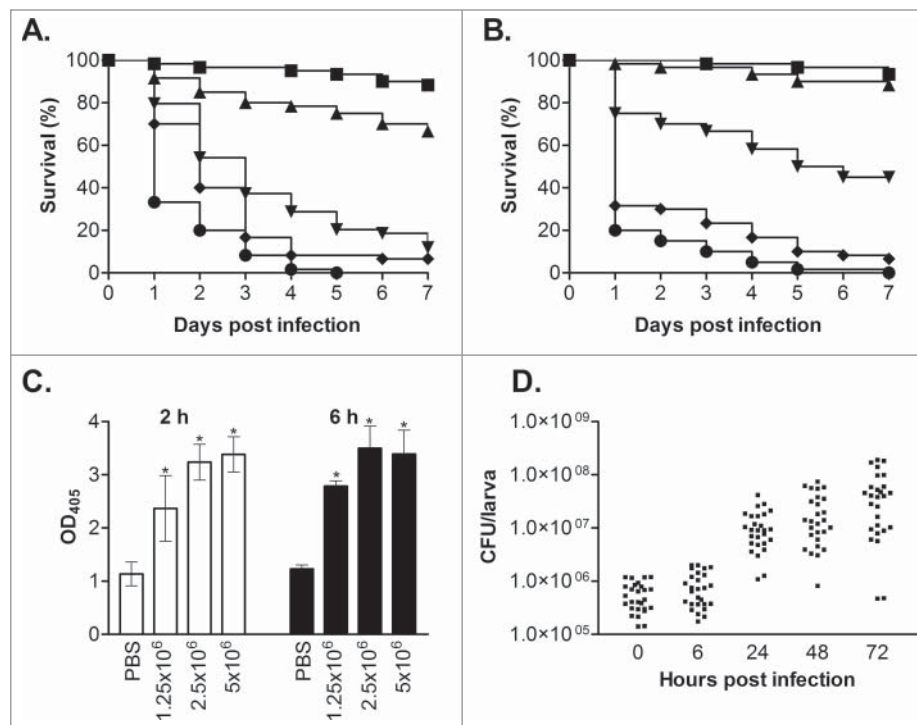 A.
100
80
60
40
20
0
Survival (%)
0 1 2 3 4 5 6 7
Days post infection
B.
100
80
60
40
20
0
Survival (%)
0 1 2 3 4 5 6 7
Days post infection
C.
2 h
6 h
4
3
2
1
0
OD₄₀₅
* * * * * *
PBS
1.25x10⁶
2.5x10⁶
5x10⁶
PBS
1.25x10⁶
2.5x10⁶
5x10⁶
D.
1.0×10⁰⁹
1.0×10⁰⁸
1.0×10⁰⁷
1.0×10⁰⁶
1.0×10⁰⁵
CFU/larva
0 6 24 48 72
Hours post infection